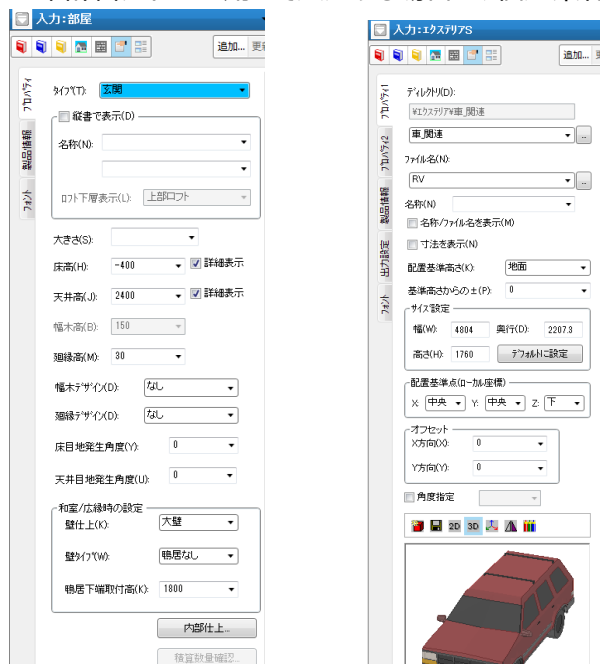 入力:部屋
追加...
プロパティ
製品情報
フォント
タイプ(T):
玄関
縦書で表示(D)
名称(N):
ロフト下層表示(L):
上部ロフト
大きさ(S):
床高(H):
-400
詳細表示
天井高(J):
2400
詳細表示
幅木高(B):
150
廻縁高(M):
30
幅木デザイン(D):
なし
廻縁デザイン(D):
なし
床目地発生角度(Y):
0
天井目地発生角度(U):
0
和室/広縁時の設定
壁仕上(K):
大壁
壁タイプ(W):
鴨居なし
鴨居下端取付高(K):
1800
内部仕上...
積算数量確認...
入力:エクステリアS
追加...
プロパティ1
プロパティ2
製品情報
出力設定
フォント
ディレクトリ(D):
¥エクステリア¥車_関連
車_関連
...
ファイル名(N):
RV
...
名称(N)
名称/ファイル名を表示(M)
寸法を表示(N)
配置基準高さ(K):
地面
基準高さからの±(P):
0
サイズ設定
幅(W):
4804
奥行(D):
2207.3
高さ(H):
1760
デフォルトに設定
配置基準点(ローカル座標)
X:
中央
Y:
中央
Z:
下
オフセット
X方向(X):
0
Y方向(Y):
0
角度指定
2D
3D